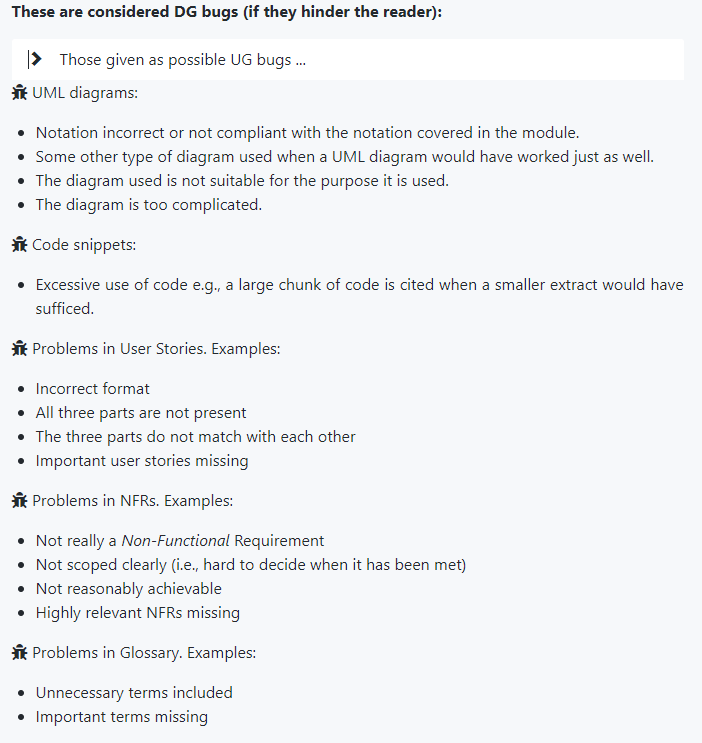 These are considered DG bugs (if they hinder the reader):
Those given as possible UG bugs ...
UML diagrams:
Notation incorrect or not compliant with the notation covered in the module.
Some other type of diagram used when a UML diagram would have worked just as well.
The diagram used is not suitable for the purpose it is used.
The diagram is too complicated.
Code snippets:
Excessive use of code e.g., a large chunk of code is cited when a smaller extract would have
sufficed.
Problems in User Stories. Examples:
Incorrect format
All three parts are not present
The three parts do not match with each other
Important user stories missing
Problems in NFRs. Examples:
Not really a Non-Functional Requirement
Not scoped clearly (i.e., hard to decide when it has been met)
Not reasonably achievable
Highly relevant NFRs missing
Problems in Glossary. Examples:
Unnecessary terms included
Important terms missing